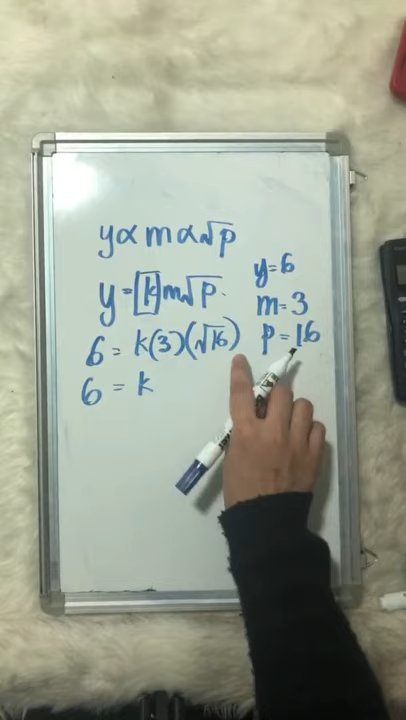 y∝m∝√p
y=k m√p.
y=6
m=3
6 = k(3)(√16)
p=16
6 = k